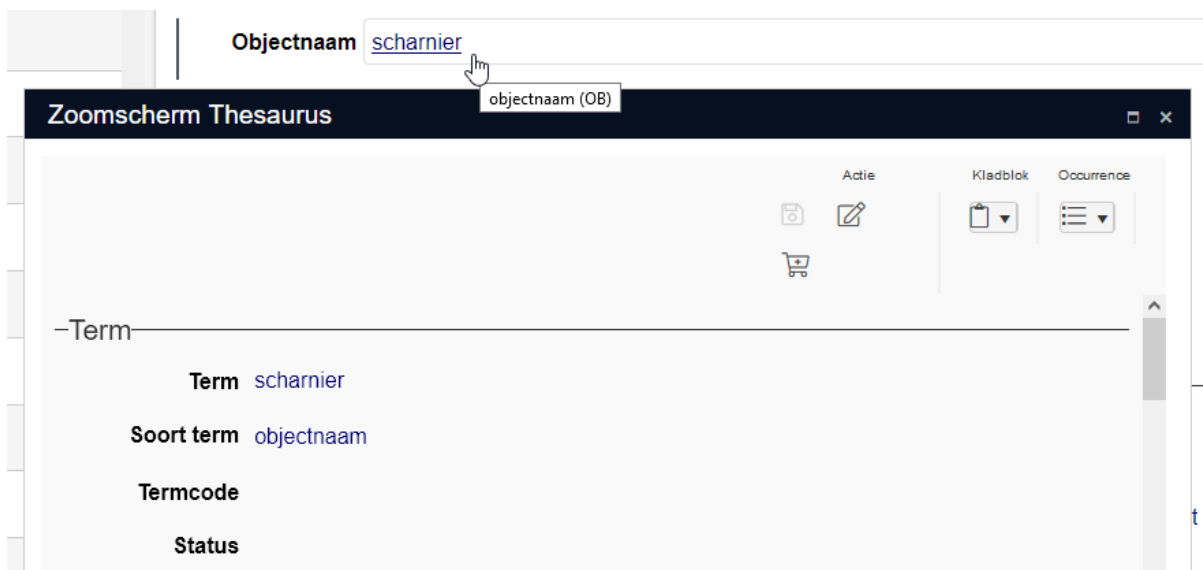 Objectnaam scharnier
objectnaam (OB)
Zoomscherm Thesaurus
Actie Kladblok Occurrence
Term
Term scharnier
Soort term objectnaam
Termcode
Status
t